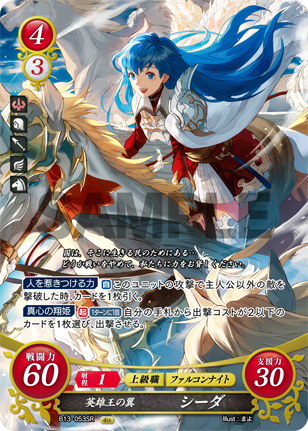 4
3
SAMPLE
国は、そこに生きる民のためにある…
どうか戦いをやめて、私たちに力をお貸しください。
人を惹きつける力 自 このユニットの攻撃で主人公以外の敵を
撃破した時、カードを1枚引く。
真心の翔姫 起 1ターンに1回 自分の手札から出撃コストが2以下の
カードを1枚選び、出撃させる。
戦闘力
60
射程 1 上級職 ファルコンナイト
英雄王の翼 シーダ
支援力
30
B13-053SR
Illust : まよ